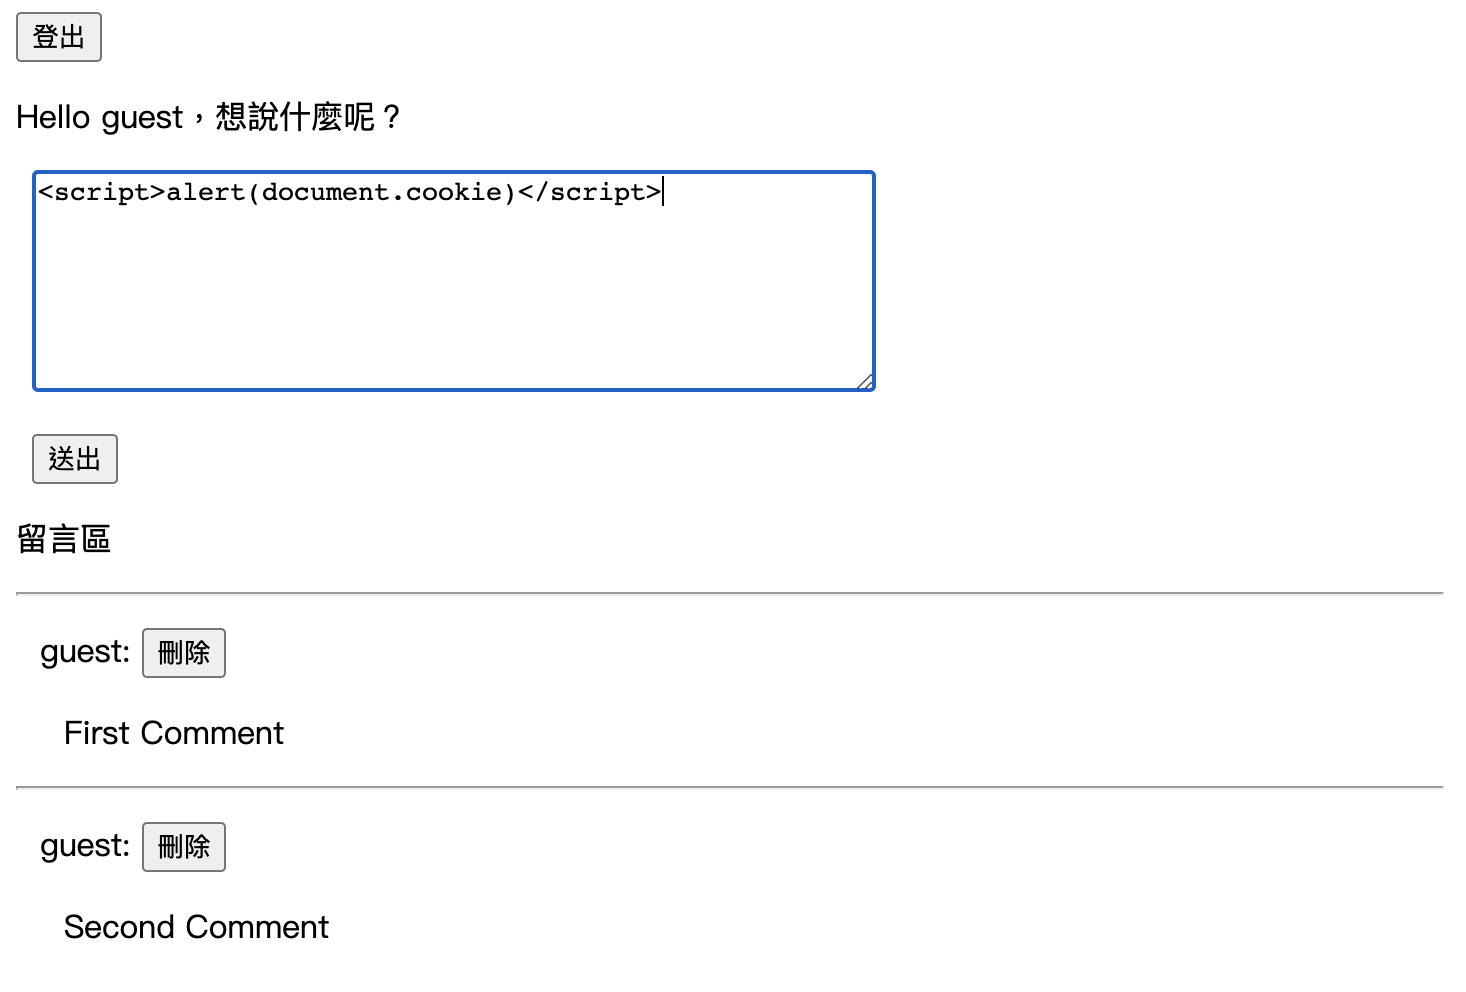 登出
Hello guest，想說什麼呢？
<script>alert(document.cookie)</script>
送出
留言區
guest: 刪除
First Comment
guest: 刪除
Second Comment